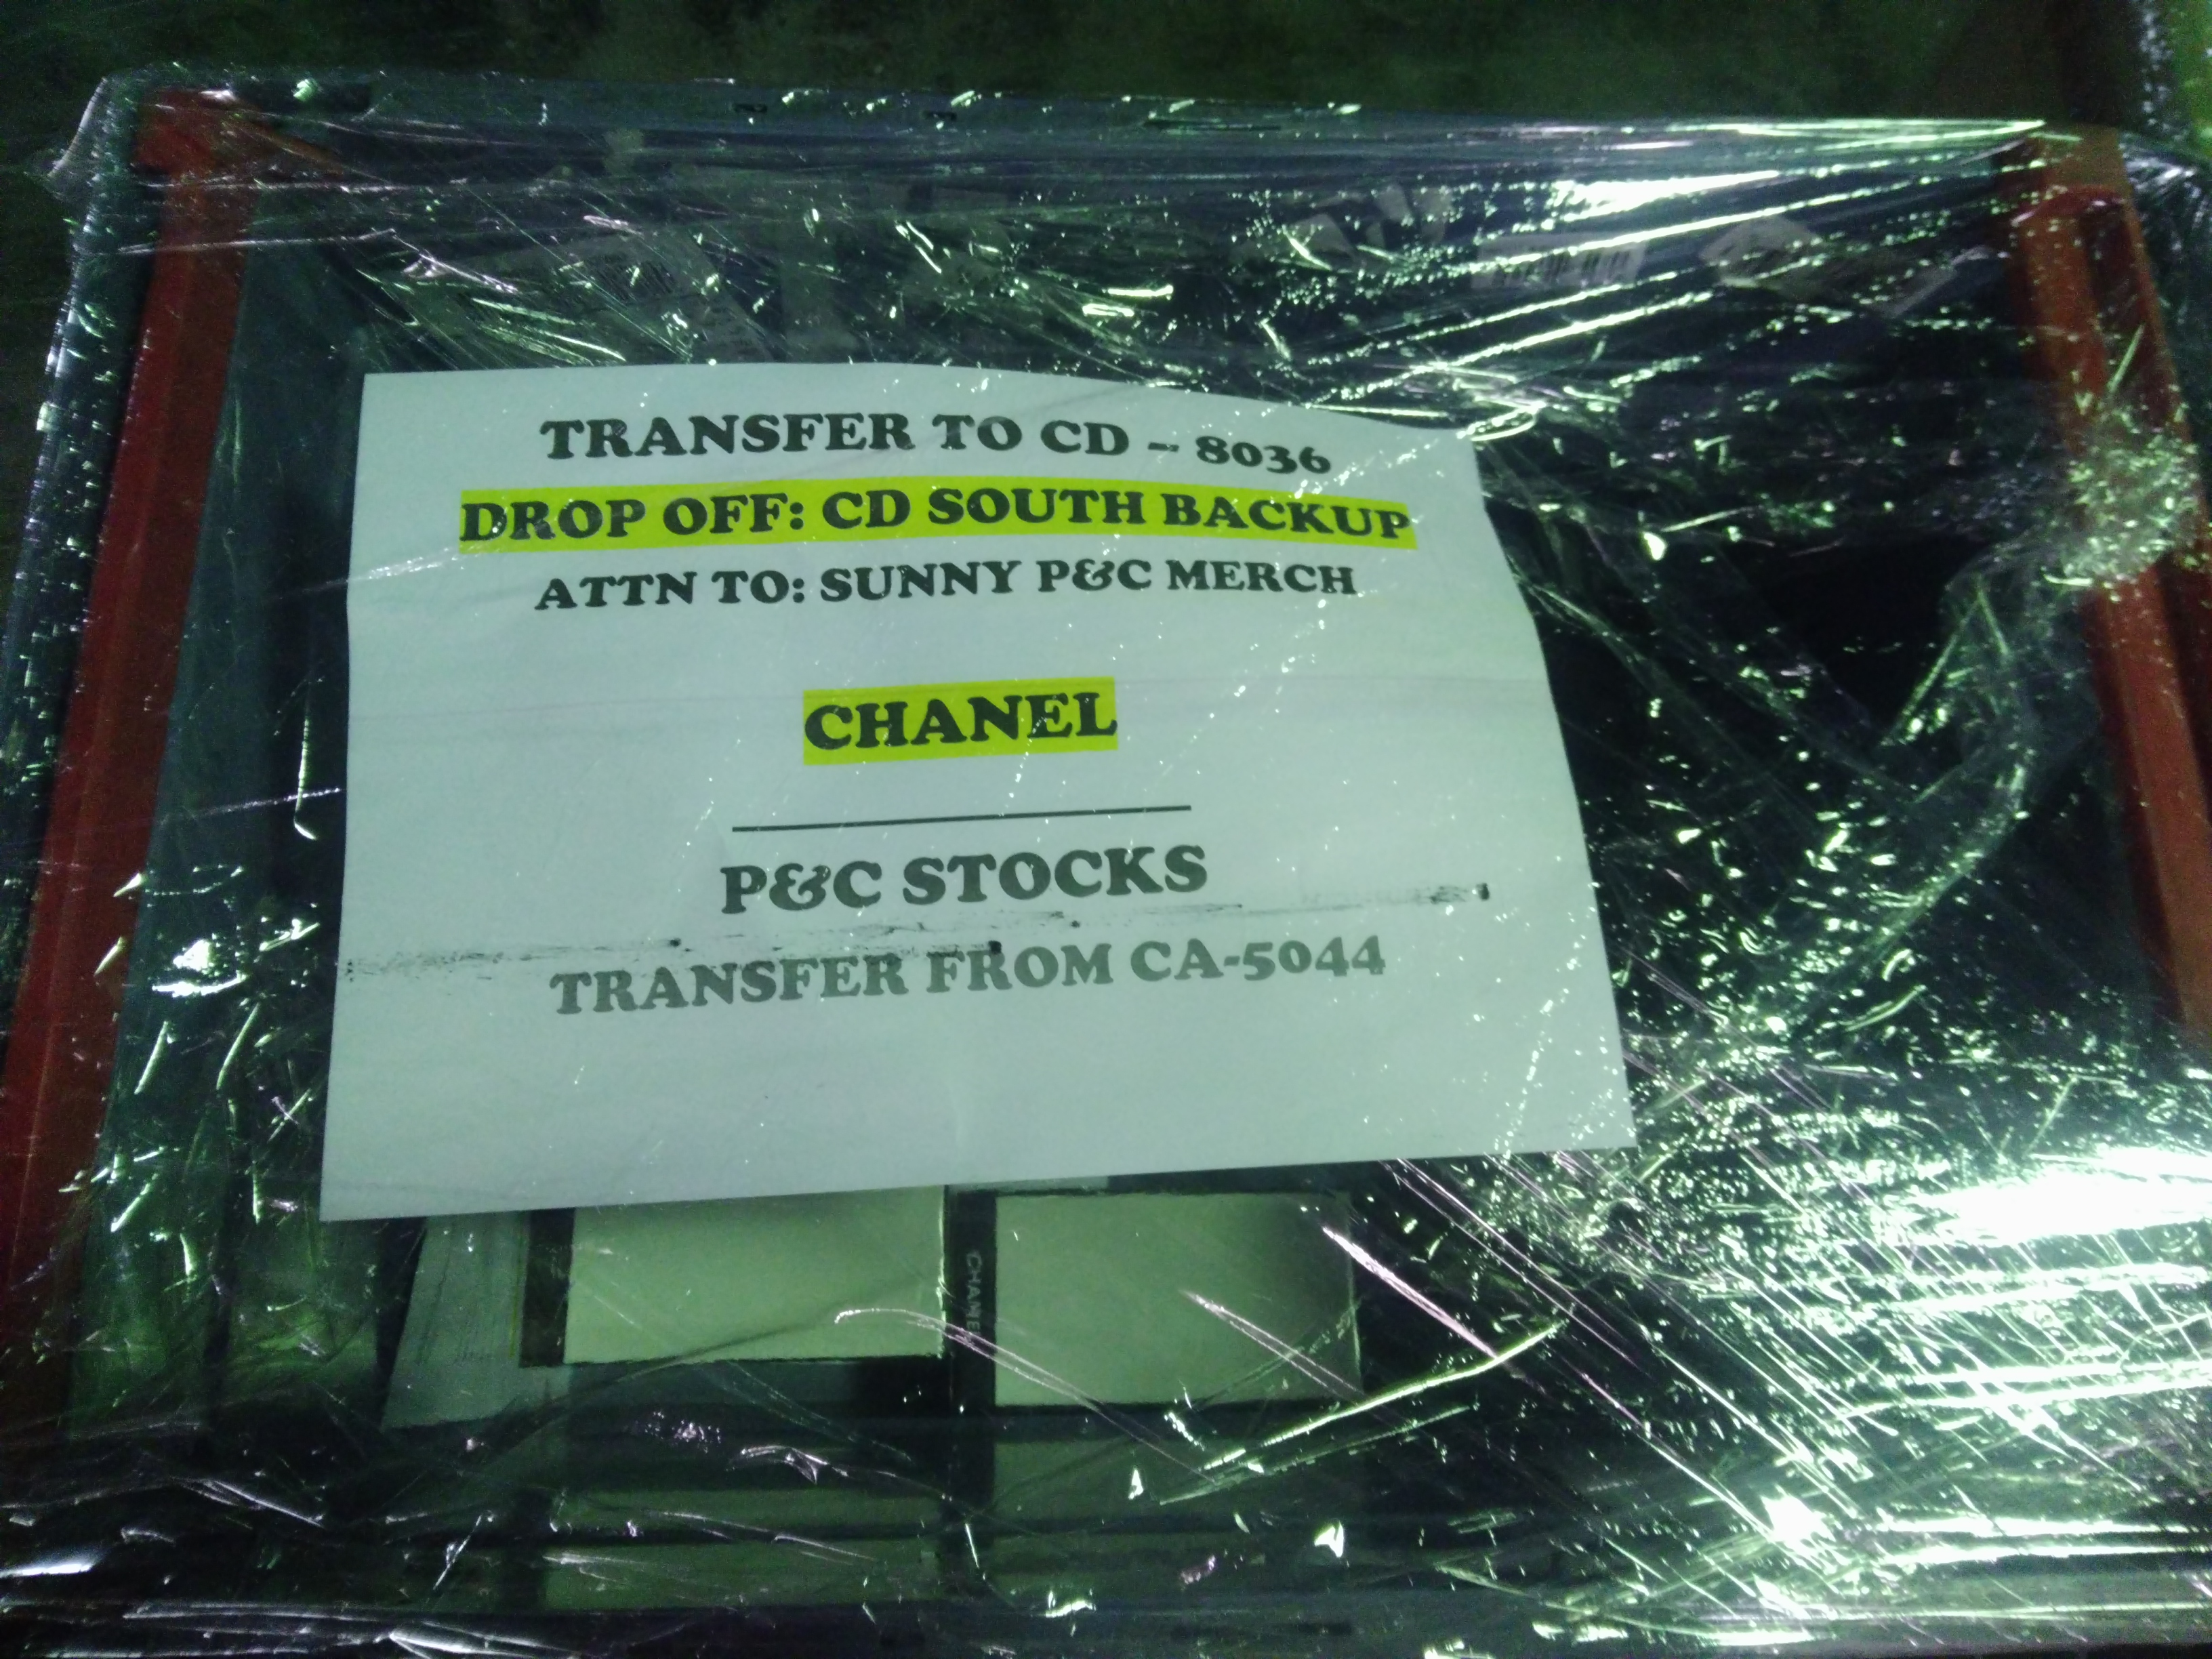 TRANSFER TO CD – 8036
DROP OFF: CD SOUTH BACKUP
ATTN TO: SUNNY P&C MERCH
CHANEL
P&C STOCKS
TRANSFER FROM CA-5044
CHANEL